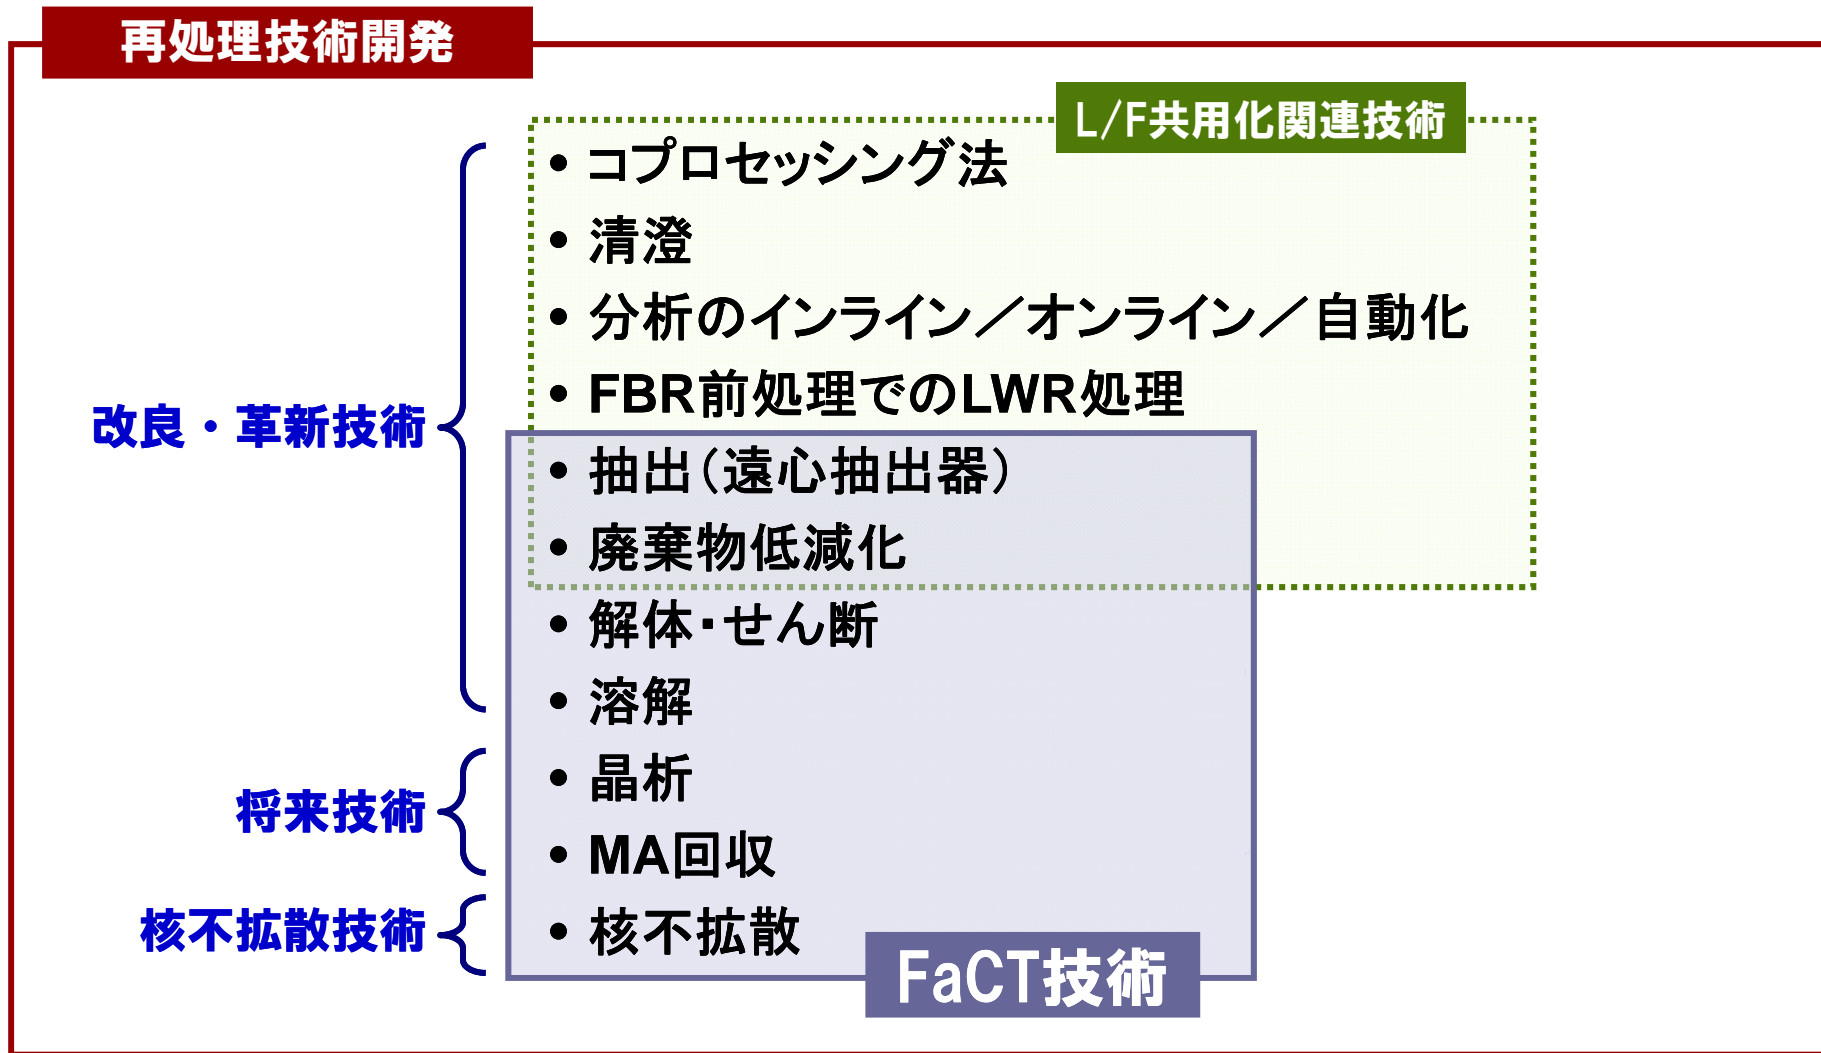 再処理技術開発
L/F共用化関連技術
• コプロセッシング法
• 清澄
• 分析のインライン／オンライン／自動化
• FBR前処理でのLWR処理
改良・革新技術
• 抽出（遠心抽出器）
• 廃棄物低減化
• 解体・せん断
• 溶解
• 晶析
将来技術
• MA回収
核不拡散技術
• 核不拡散
FaCT技術